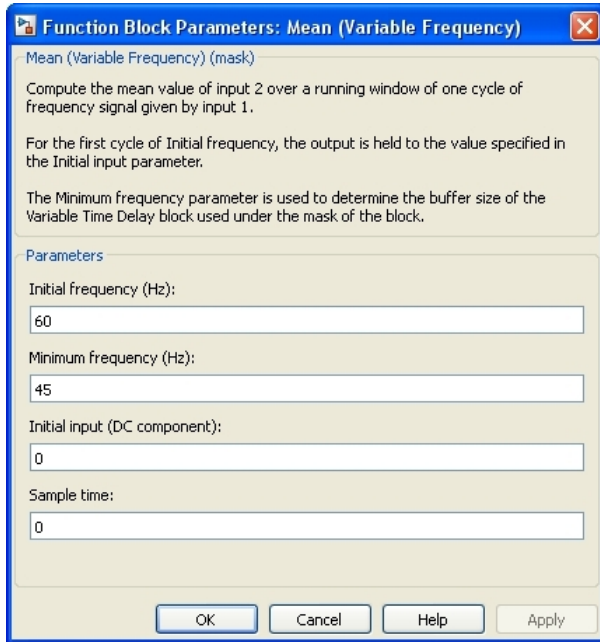 Function Block Parameters: Mean (Variable Frequency)
Mean (Variable Frequency) (mask)
Compute the mean value of input 2 over a running window of one cycle of
frequency signal given by input 1.
For the first cycle of Initial frequency, the output is held to the value specified in
the Initial input parameter.
The Minimum frequency parameter is used to determine the buffer size of the
Variable Time Delay block used under the mask of the block.
Parameters
Initial frequency (Hz):
60
Minimum frequency (Hz):
45
Initial input (DC component):
0
Sample time:
0
OK Cancel Help Apply